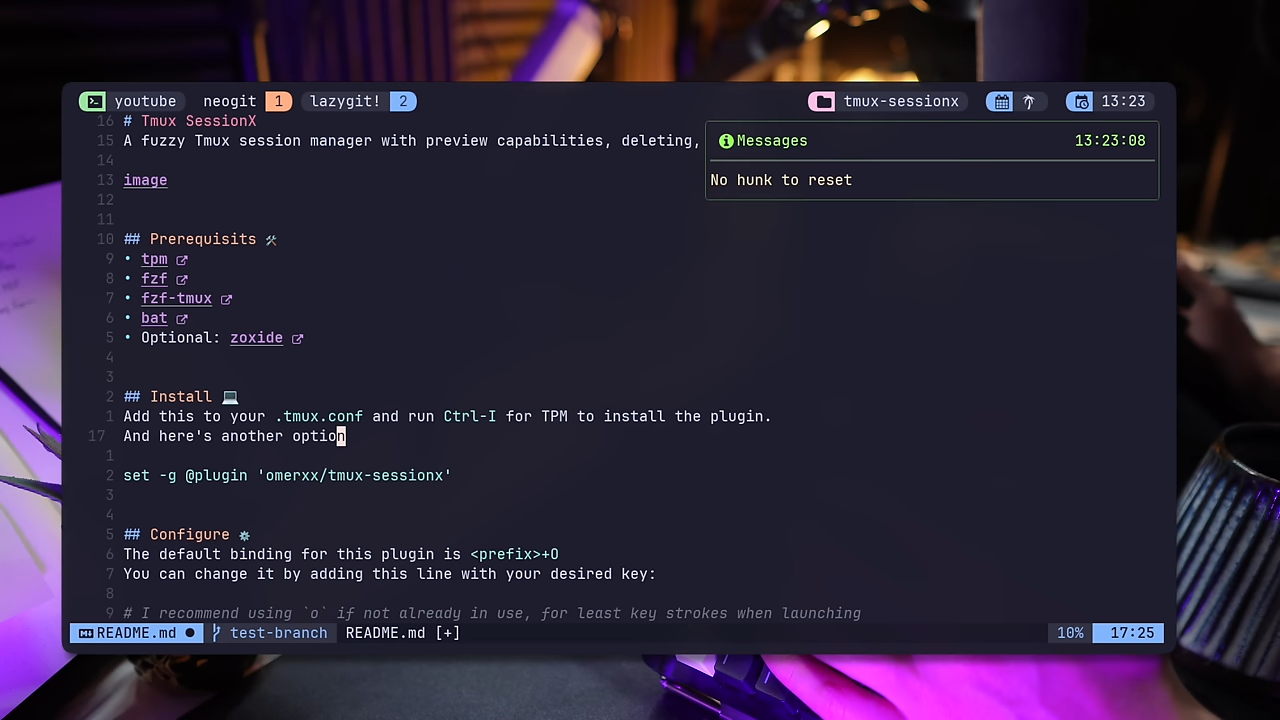 youtube neogit 1 lazygit! 2 tmux-sessionx 13:23
16 # Tmux SessionX
15 A fuzzy Tmux session manager with preview capabilities, deleting,
Messages 13:23:08
No hunk to reset
14
13 image
12
11
10 ## Prerequisits 🛠
9 • tpm
8 • fzf
7 • fzf-tmux
6 • bat
5 • Optional: zoxide
4
3
2 ## Install 💻
1 Add this to your .tmux.conf and run Ctrl-I for TPM to install the plugin.
17 And here's another option
1
2 set -g @plugin 'omerxx/tmux-sessionx'
3
4
5 ## Configure ⚙
6 The default binding for this plugin is <prefix>+O
7 You can change it by adding this line with your desired key:
8
9 # I recommend using `o` if not already in use, for least key strokes when launching
README.md ● test-branch README.md [+] 10% 17:25